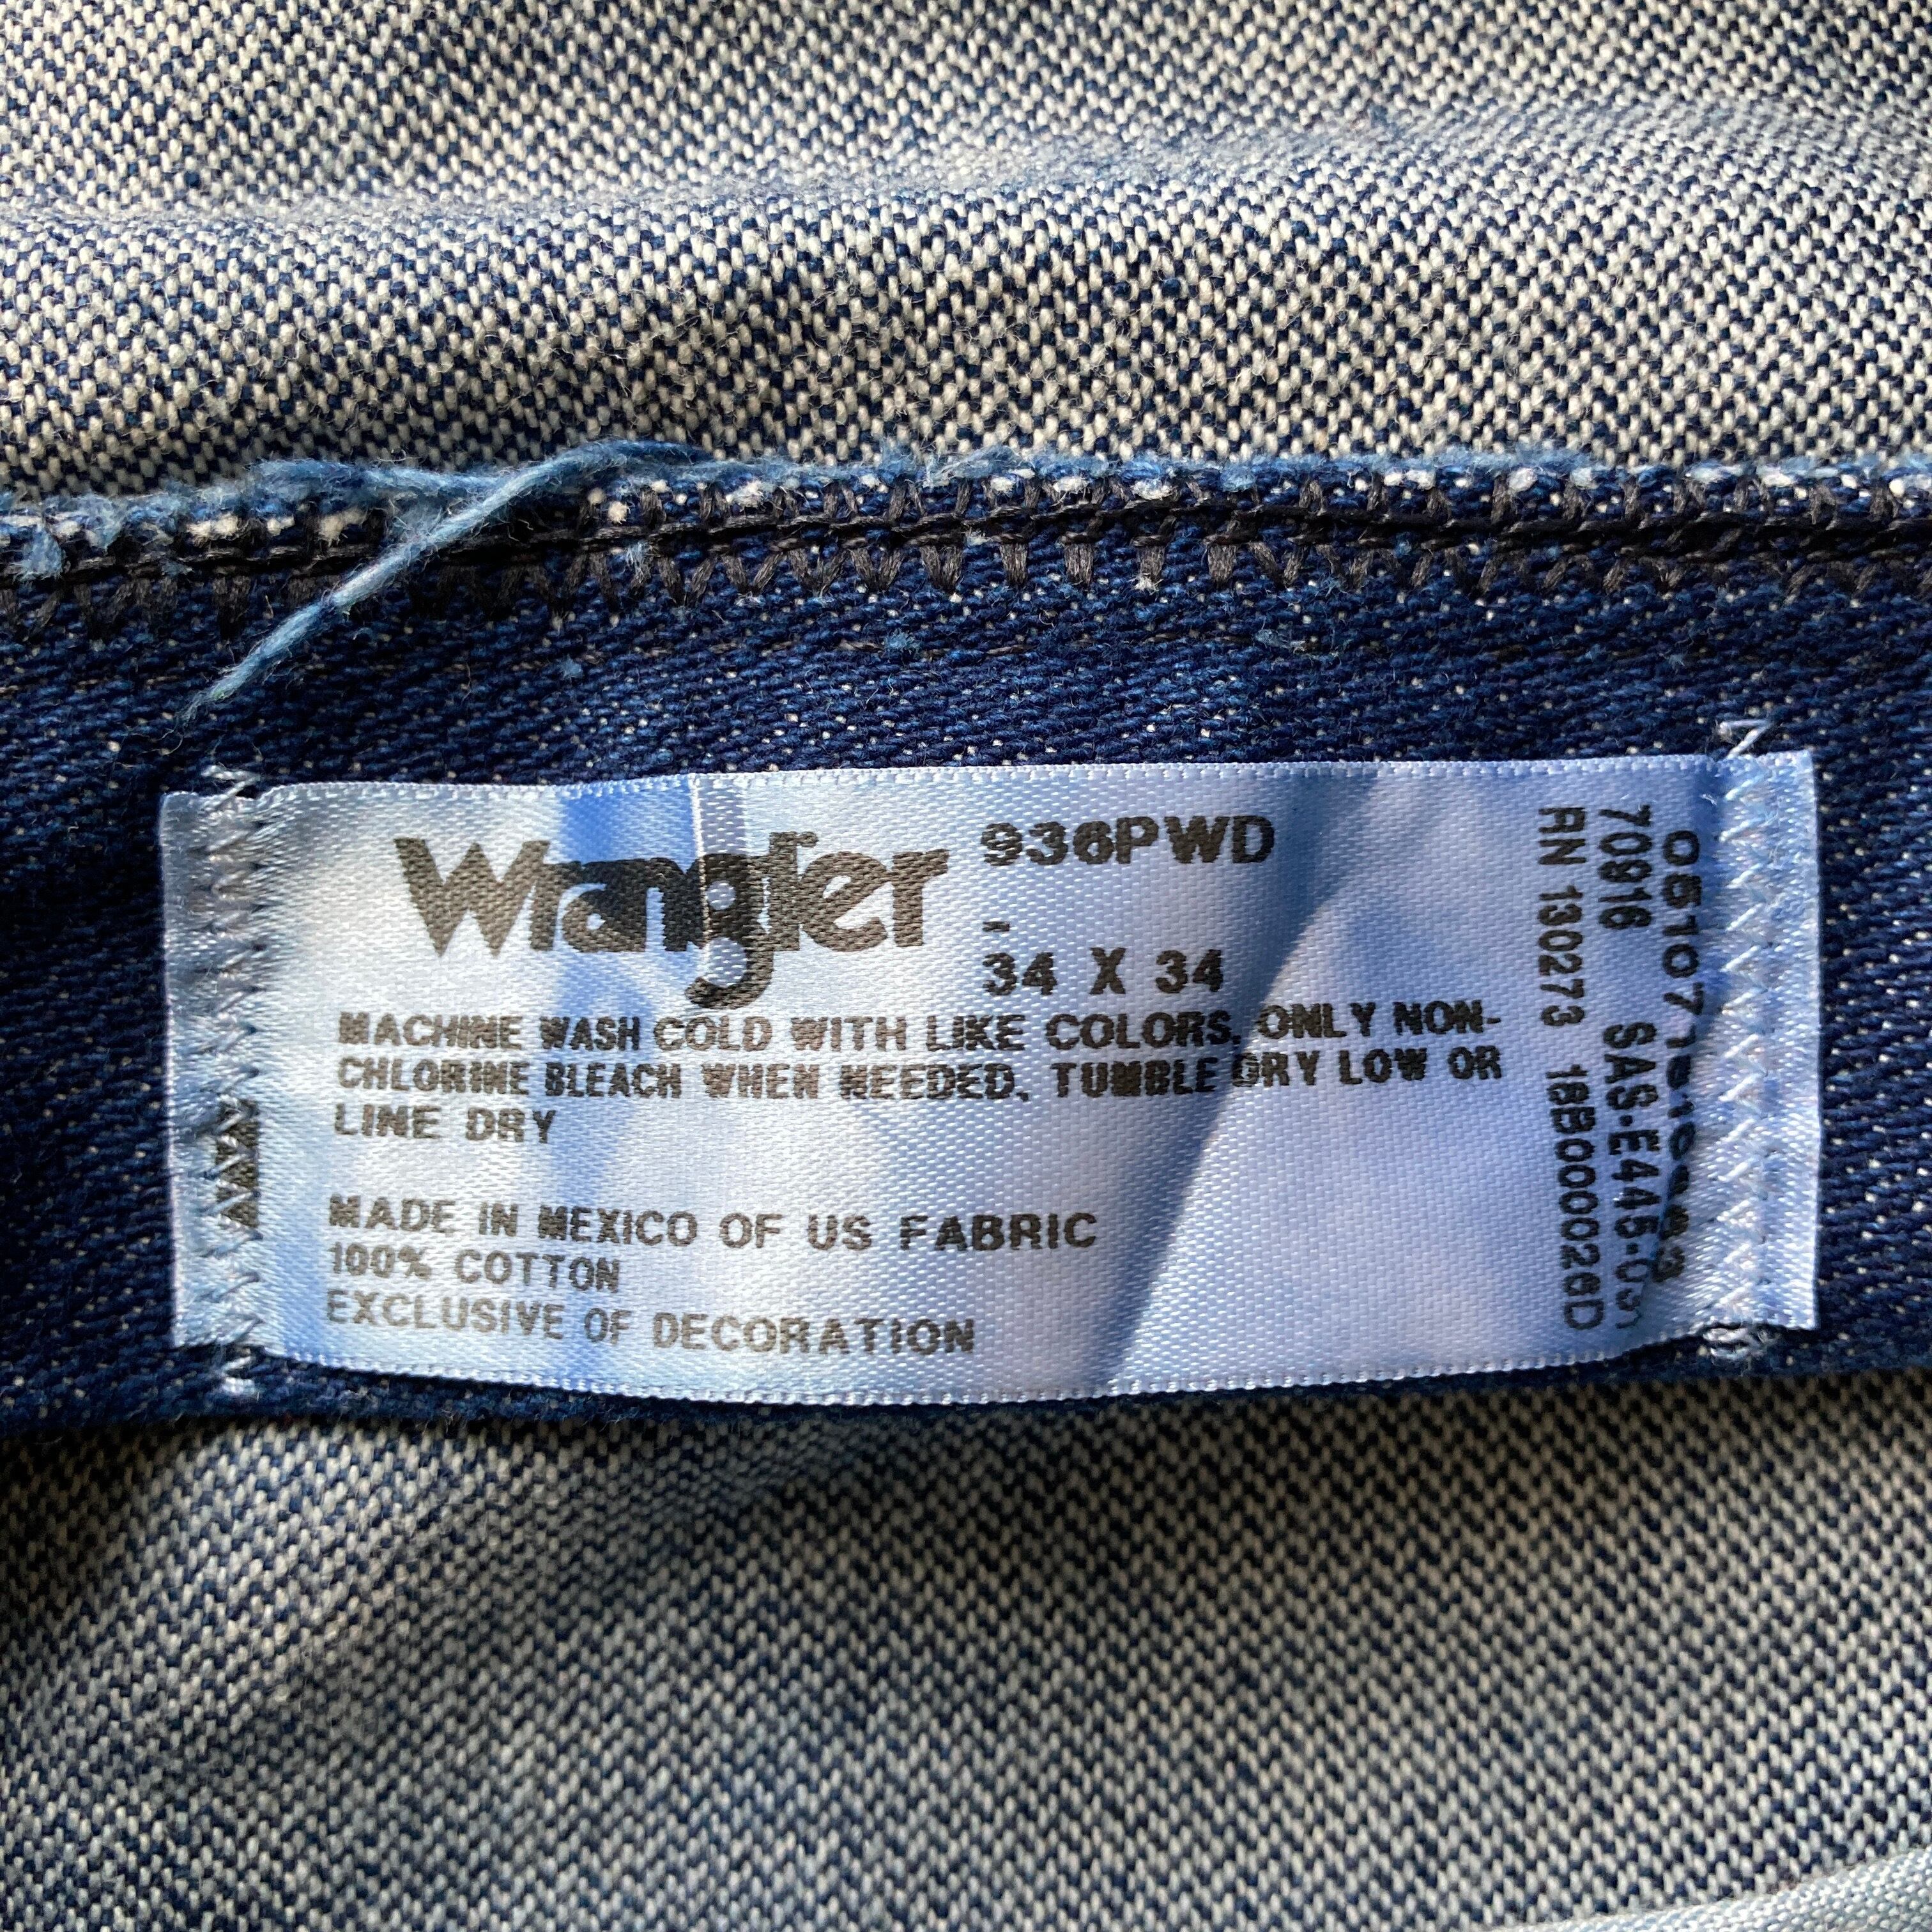 Wrangler
936PWD
-
34 X 34
MACHINE WASH COLD WITH LIKE COLORS, ONLY NON-
CHLORINE BLEACH WHEN NEEDED, TUMBLE DRY LOW OR
LINE DRY
MADE IN MEXICO OF US FABRIC
100% COTTON
EXCLUSIVE OF DECORATION
70916 SAS-E445-03
RN 130273 18B000026D